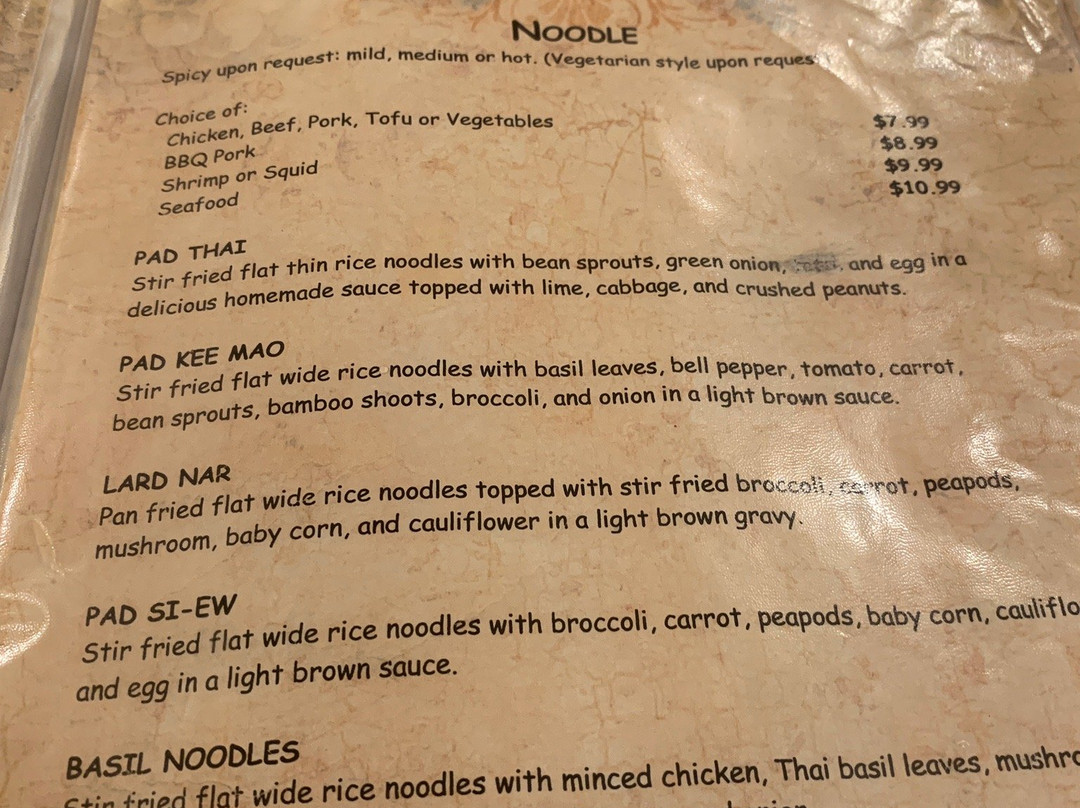 NOODLE
Spicy upon request: mild, medium or hot. (Vegetarian style upon reques
Choice of:
Chicken, Beef, Pork, Tofu or Vegetables $7.99
BBQ Pork $8.99
Shrimp or Squid $9.99
Seafood $10.99
PAD THAI
Stir fried flat thin rice noodles with bean sprouts, green onion, and egg in a
delicious homemade sauce topped with lime, cabbage, and crushed peanuts.
PAD KEE MAO
Stir fried flat wide rice noodles with basil leaves, bell pepper, tomato, carrot,
bean sprouts, bamboo shoots, broccoli, and onion in a light brown sauce.
LARD NAR
Pan fried flat wide rice noodles topped with stir fried broccoli, carrot, peapods,
mushroom, baby corn, and cauliflower in a light brown gravy.
PAD SI-EW
Stir fried flat wide rice noodles with broccoli, carrot, peapods, baby corn, cauliflo
and egg in a light brown sauce.
BASIL NOODLES
Stir fried flat wide rice noodles with minced chicken, Thai basil leaves, mushro